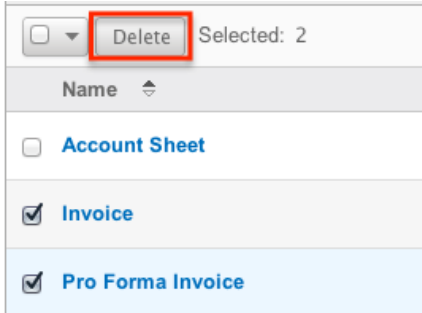 Delete Selected: 2
Name
Account Sheet
Invoice
Pro Forma Invoice